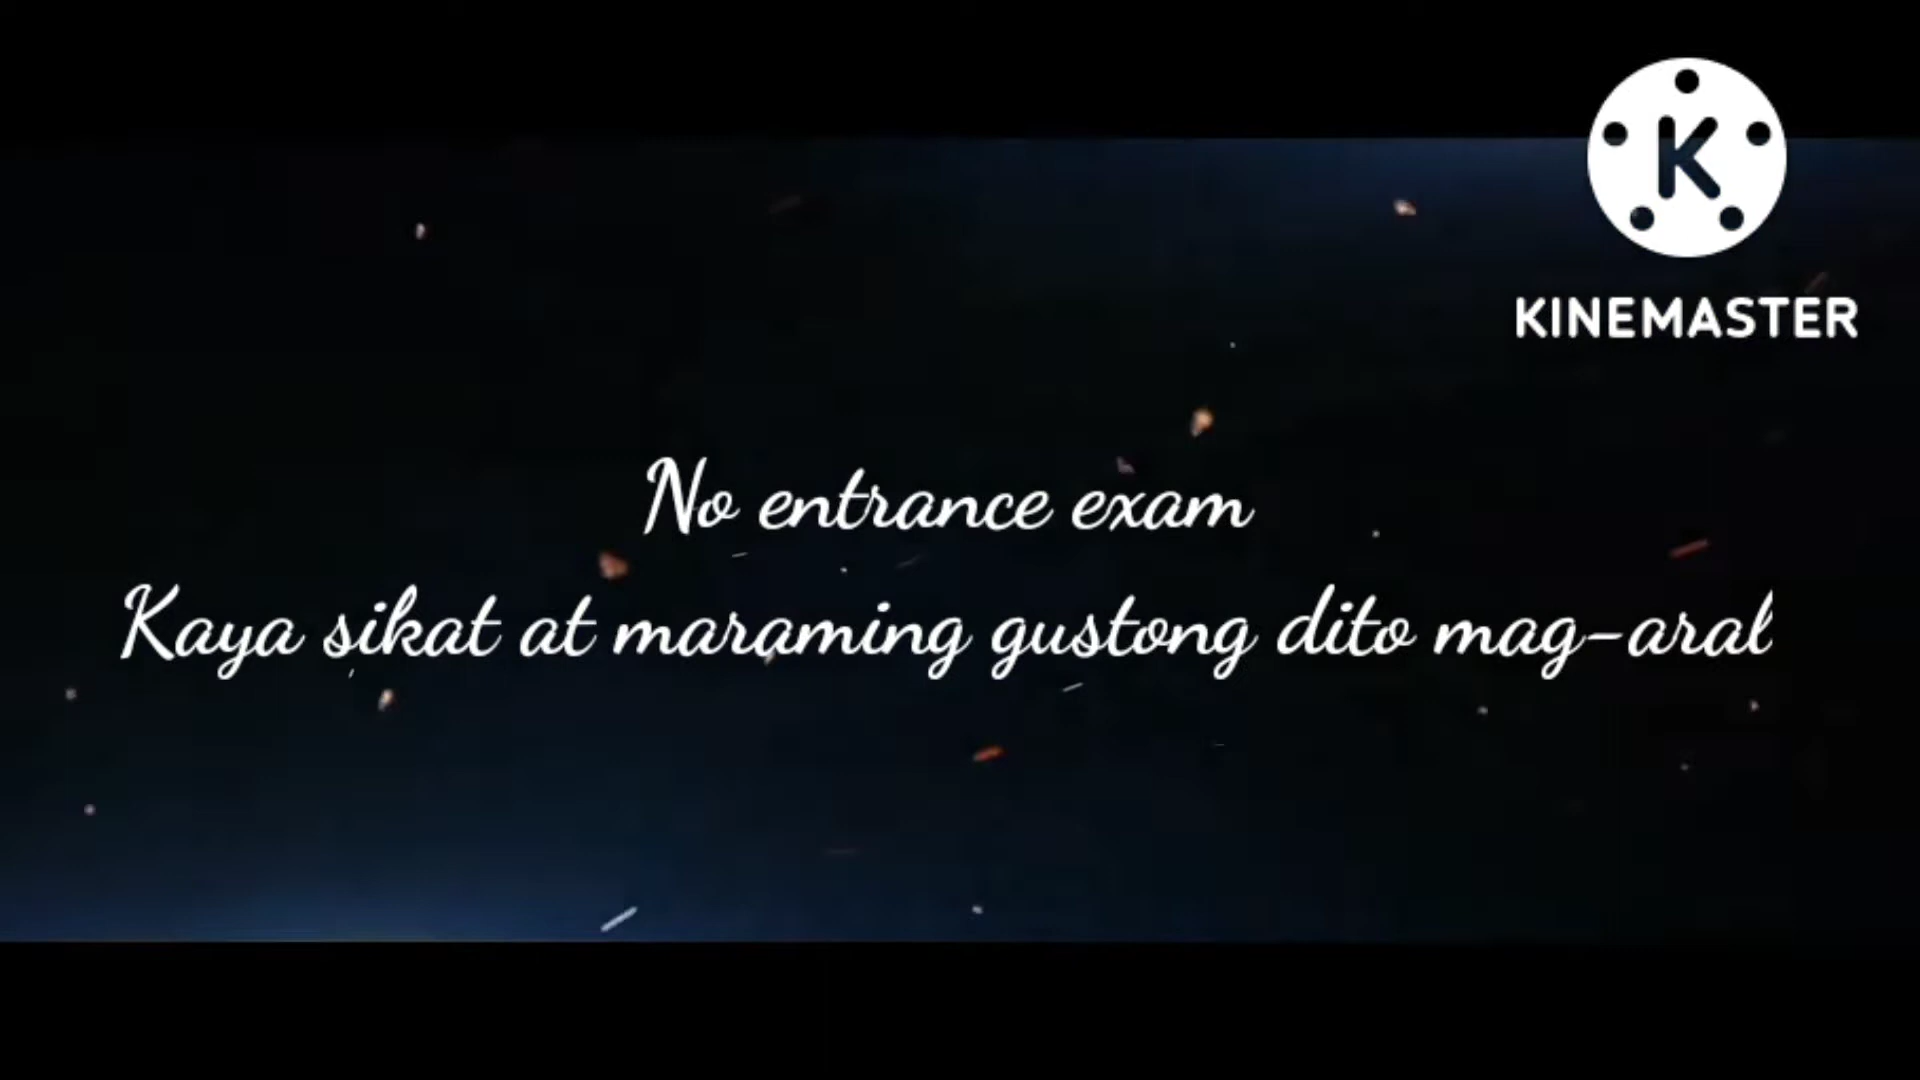 K
KINEMASTER
No entrance exam
Kaya sikat at maraming gustong dito mag-aral